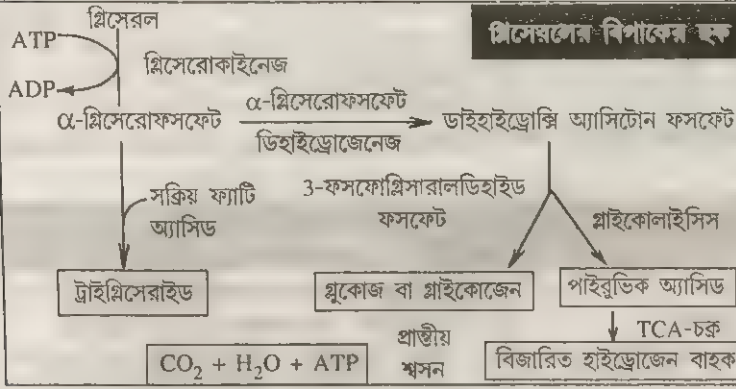 গ্লিসেরলের বিপাকের ছক
গ্লিসেরল
ATP
গ্লিসেরোকাইনেজ
ADP
α-গ্লিসেরোফসফেট
α-গ্লিসেরোফসফেট
ডিহাইড্রোজেনেজ
ডাইহাইড্রোক্সি অ্যাসিটোন ফসফেট
সক্রিয় ফ্যাটি
অ্যাসিড
3-ফসফোগ্লিসারালডিহাইড
ফসফেট
গ্লাইকোলাইসিস
ট্রাইগ্লিসেরাইড
গ্লুকোজ বা গ্লাইকোজেন
পাইরুভিক অ্যাসিড
TCA-চক্র
প্রান্তীয়
শ্বসন
CO₂ + H₂O + ATP
বিজারিত হাইড্রোজেন বাহক